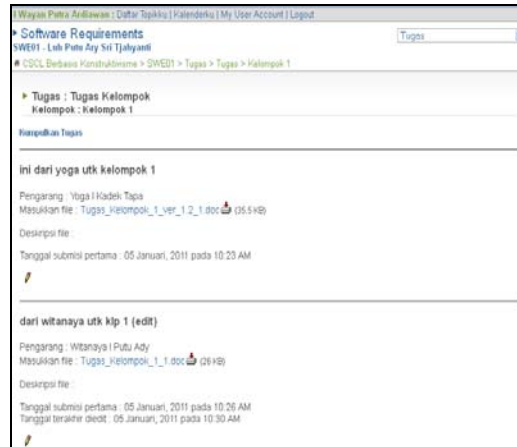 I Wayan Putra Ardiawan : Daftar Topikku | Kalenderku | My User Account | Logout
Software Requirements
Tugas
SWE01 - Luh Putu Ary Sri Tjahyanti
CSCL Berbasis Konstruktivisme > SWE01 > Tugas > Tugas > Kelompok 1
Tugas : Tugas Kelompok
Kelompok : Kelompok 1
Kumpulkan Tugas
ini dari yoga utk kelompok 1
Pengarang : Yoga I Kadek Tapa
Masukkan file : Tugas_Kelompok_1_ver_1.2_1.doc (35.5 KB)
Deskripsi file :
Tanggal submisi pertama : 05 Januari, 2011 pada 10:23 AM
dari witanaya utk klp 1 (edit)
Pengarang : Witanaya I Putu Ady
Masukkan file : Tugas_Kelompok_1_1.doc (26 KB)
Deskripsi file :
Tanggal submisi pertama : 05 Januari, 2011 pada 10:26 AM
Tanggal terakhir diedit : 05 Januari, 2011 pada 10:30 AM